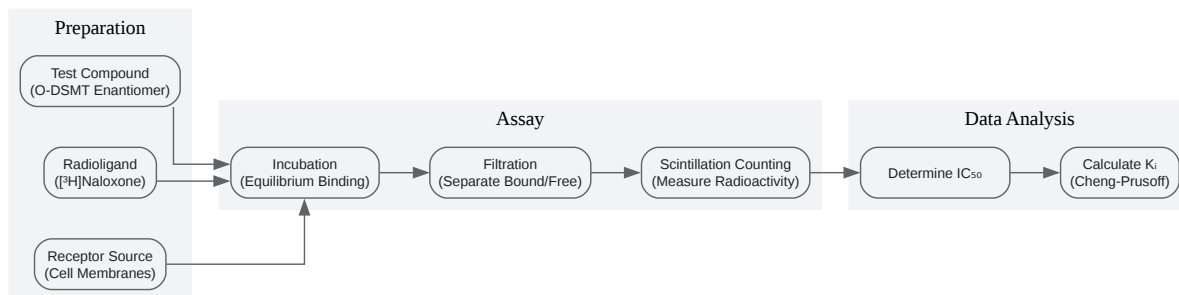 Preparation
Test Compound
(O-DSMT Enantiomer)
Radioligand
([³H]Naloxone)
Receptor Source
(Cell Membranes)
Assay
Incubation
(Equilibrium Binding)
Filtration
(Separate Bound/Free)
Scintillation Counting
(Measure Radioactivity)
Data Analysis
Determine IC₅₀
Calculate Kᵢ
(Cheng-Prusoff)